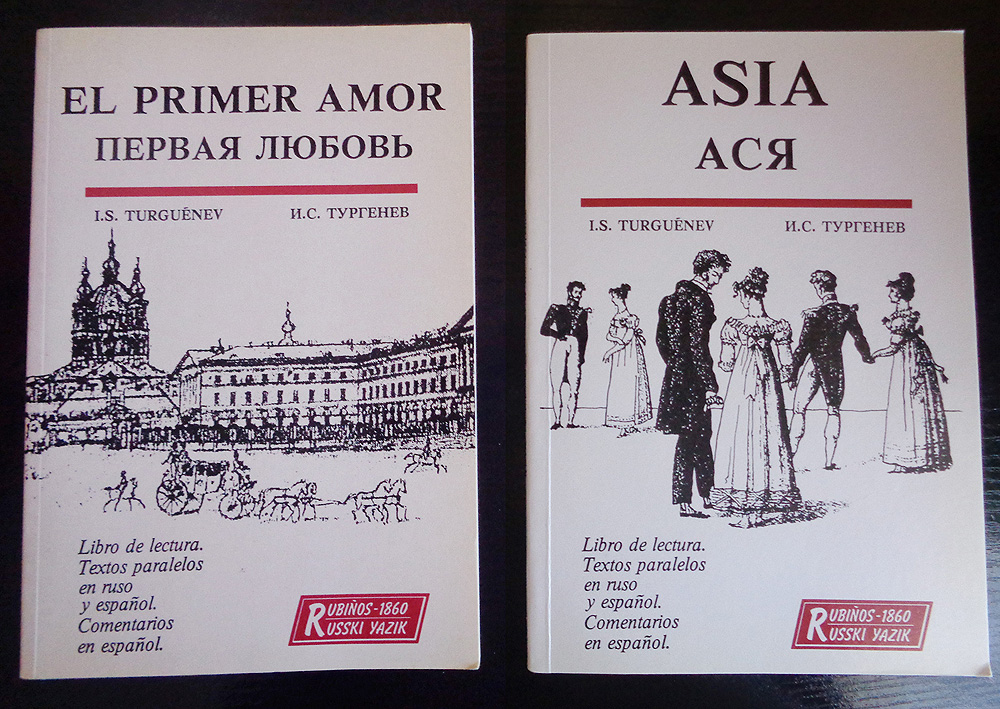 EL PRIMER AMOR
ПЕРВАЯ ЛЮБОВЬ
I.S. TURGUÉNEV И.С. ТУРГЕНЕВ
Libro de lectura.
Textos paralelos
en ruso
y español.
Comentarios
en español.
RUBIÑOS-1860
RUSSKI YAZIK
ASIA
АСЯ
I.S. TURGUÉNEV И.С. ТУРГЕНЕВ
Libro de lectura.
Textos paralelos
en ruso
y español.
Comentarios
en español.
RUBIÑOS-1860
RUSSKI YAZIK